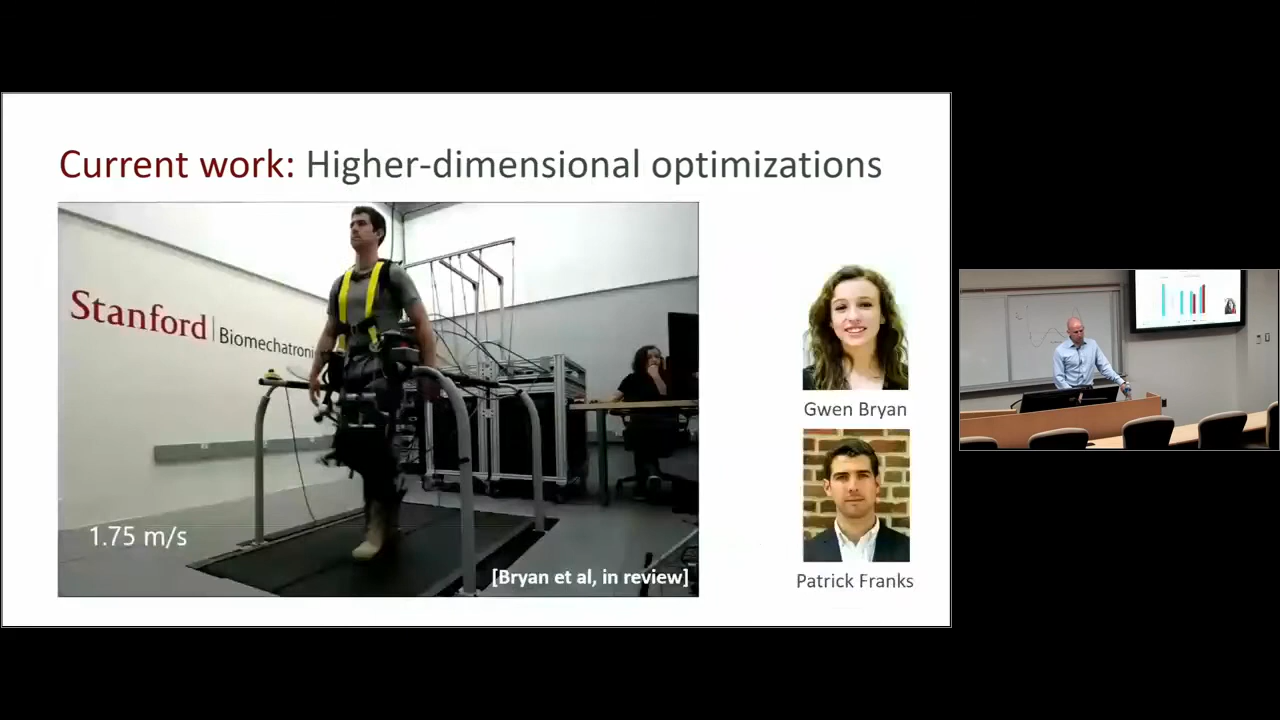 Current work: Higher-dimensional optimizations
Stanford
Biomechatroni
1.75 m/s
[Bryan et al, in review]
Gwen Bryan
Patrick Franks